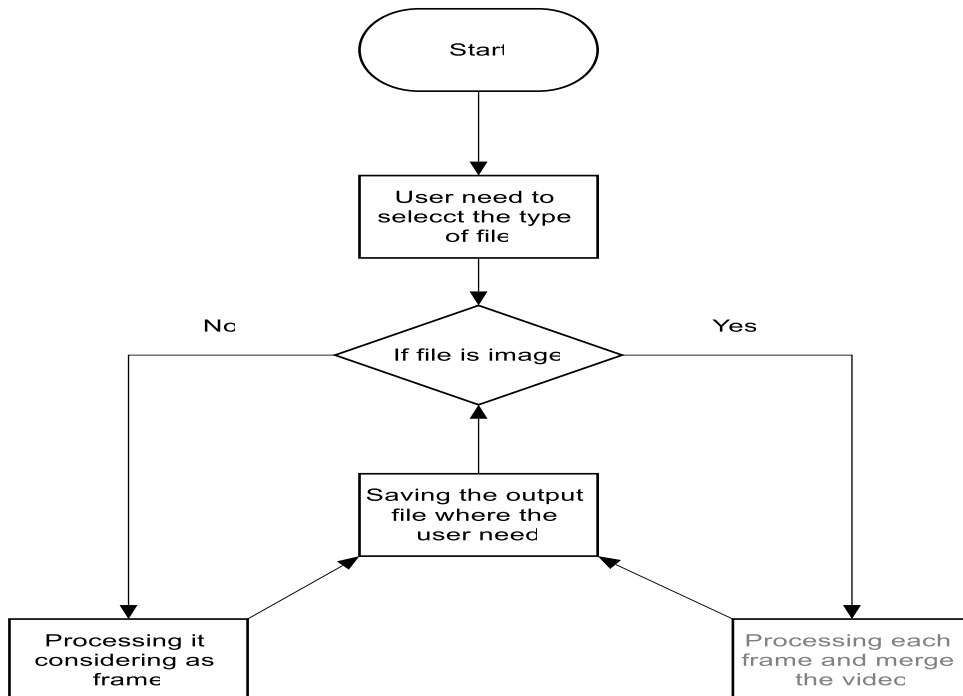 Start
User need to
selecct the type
of file
No
Yes
If file is image
Saving the output
file where the
user need
Processing it
considering as
frame
Processing each
frame and merge
the video